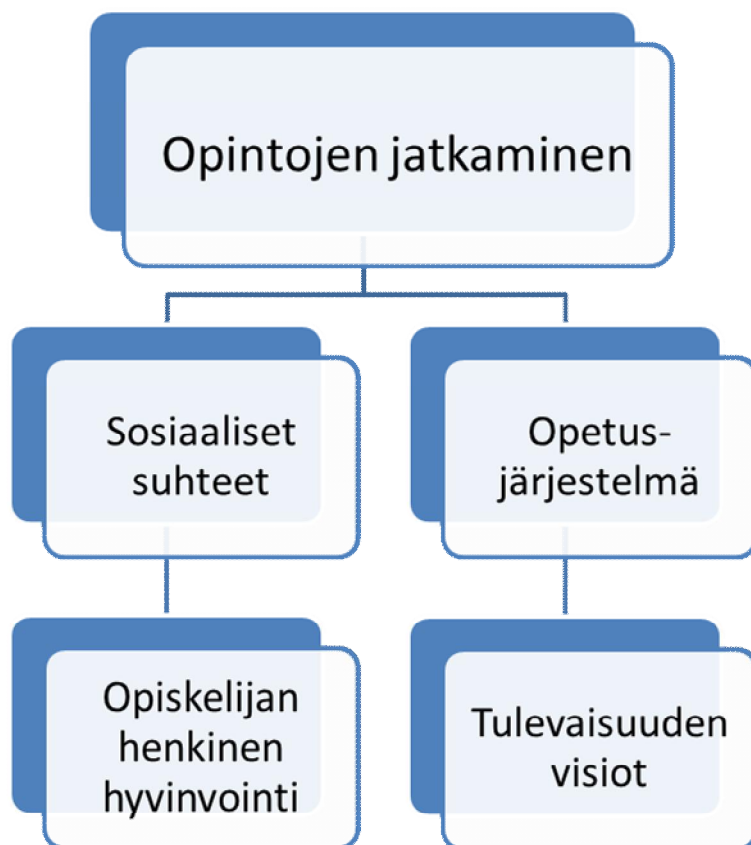 Opintojen jatkaminen
Sosiaaliset
suhteet
Opetus-
järjestelmä
Opiskelijan
henkinen
hyvinvointi
Tulevaisuuden
visiot